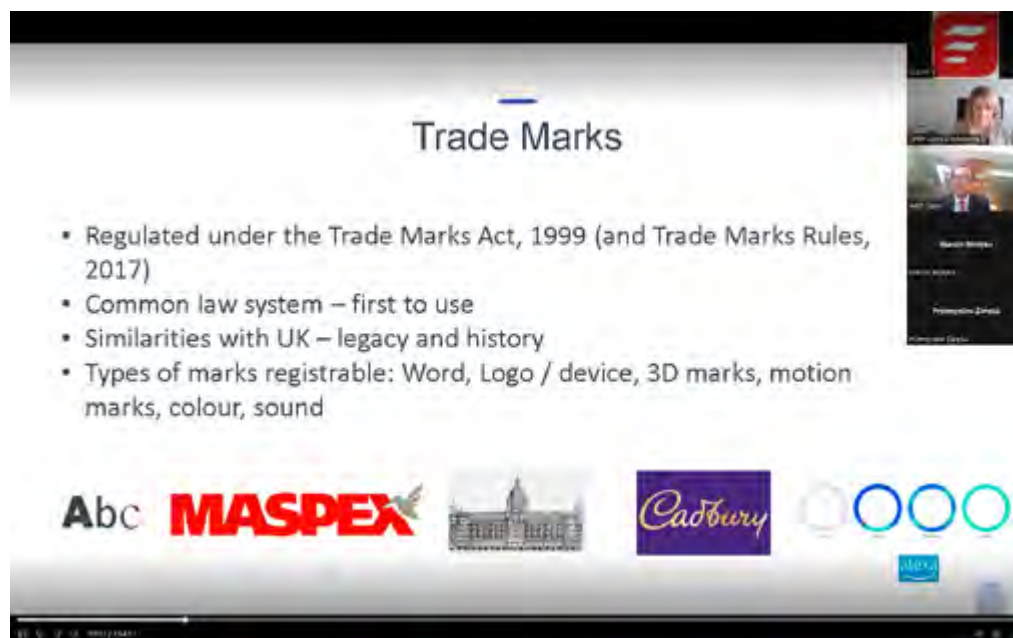 Trade Marks
• Regulated under the Trade Marks Act, 1999 (and Trade Marks Rules,
2017)
• Common law system – first to use
• Similarities with UK – legacy and history
• Types of marks registrable: Word, Logo / device, 3D marks, motion
marks, colour, sound
Abc
MASPEX
Cadbury
alexa